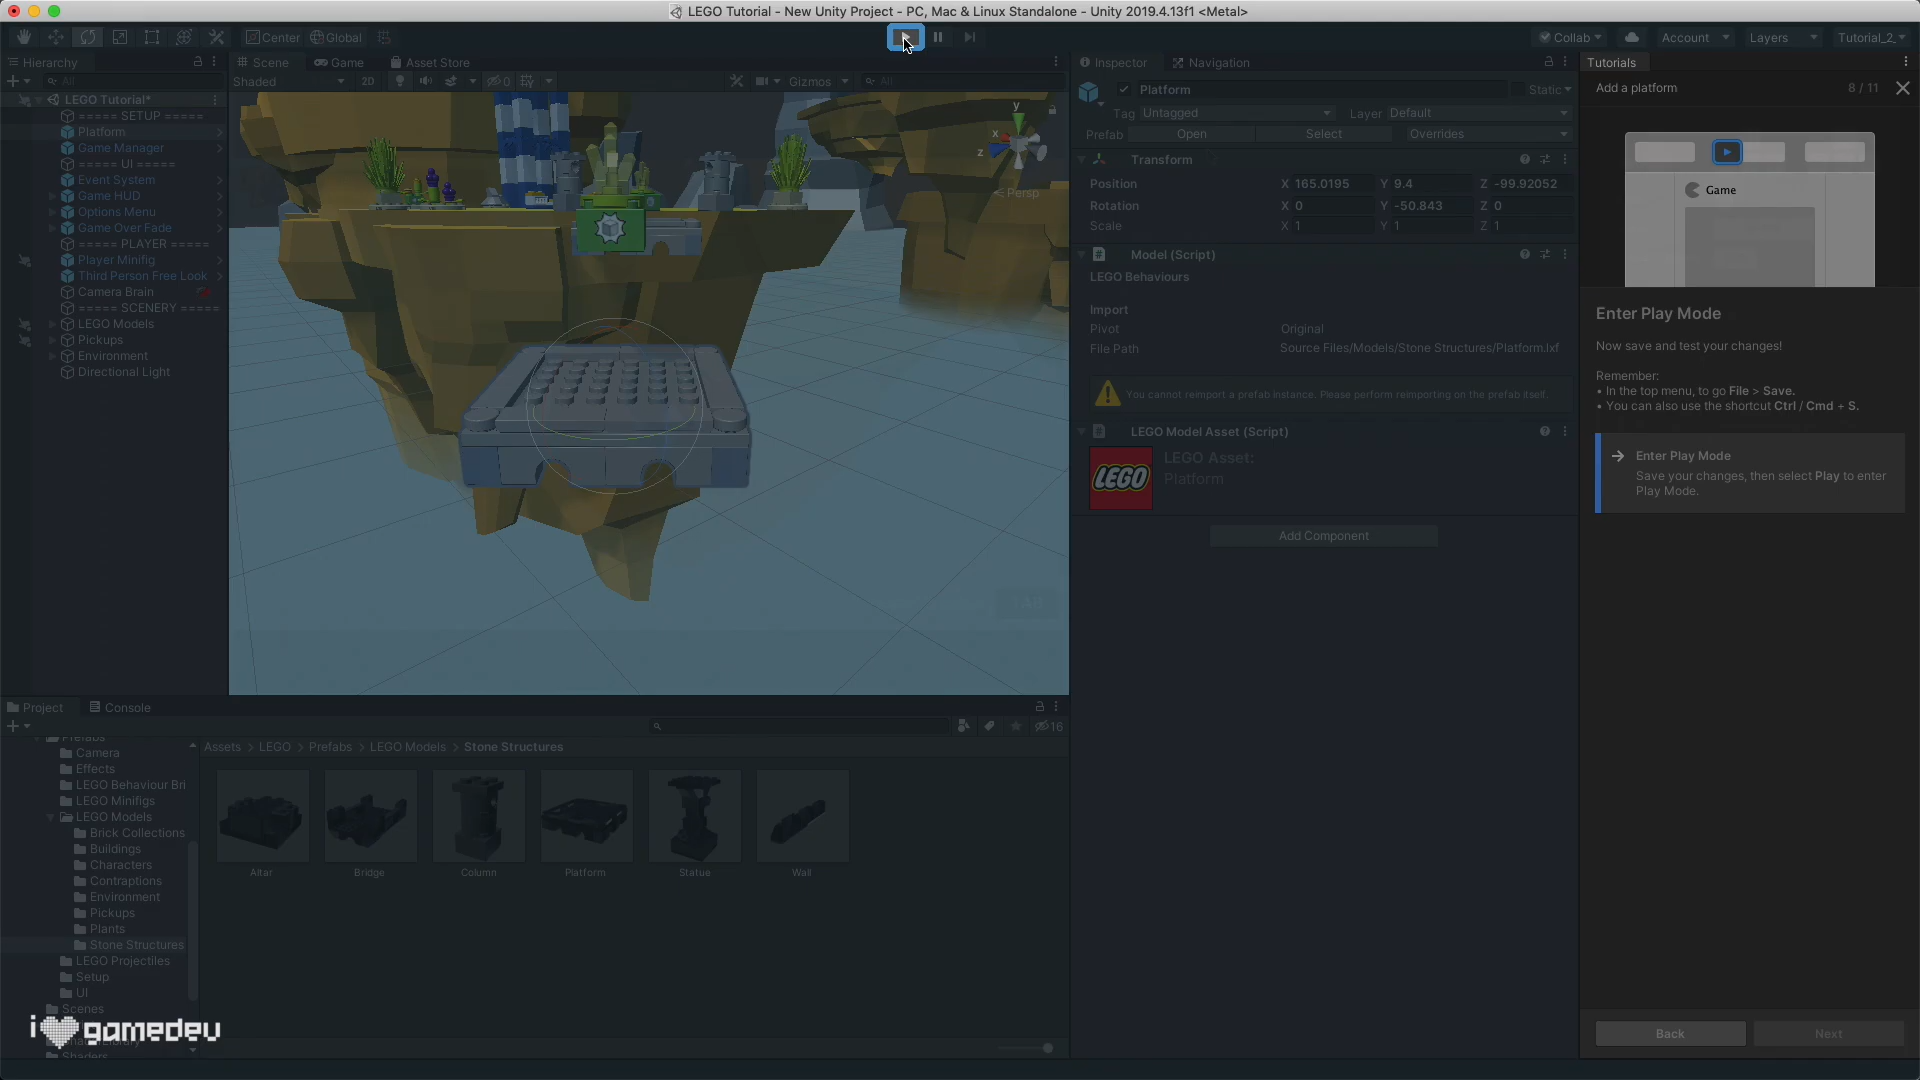 LEGO Tutorial - New Unity Project - PC, Mac & Linux Standalone - Unity 2019.4.13f1 <Metal>
Center
Global
Collab
Account
Layers
Tutorial_2_
Hierarchy
All
LEGO Tutorial*
===== SETUP =====
Platform
Game Manager
===== UI =====
Event System
Game HUD
Options Menu
Game Over Fade
===== PLAYER =====
Player Minifig
Third Person Free Look
Camera Brain
===== SCENERY =====
LEGO Models
Pickups
Environment
Directional Light
Scene
Game
Asset Store
Shaded
2D
0
Gizmos
All
y
x
z
Persp
TAB
Inspector
Navigation
Platform
Static
Tag Untagged
Layer Default
Prefab Open Select Overrides
Transform
Position X 165.0195 Y 9.4 Z -99.92052
Rotation X 0 Y -50.843 Z 0
Scale X 1 Y 1 Z 1
Model (Script)
LEGO Behaviours
Import
Pivot Original
File Path Source Files/Models/Stone Structures/Platform.lxf
You cannot reimport a prefab instance. Please perform reimporting on the prefab itself.
LEGO Model Asset (Script)
LEGO
LEGO Asset:
Platform
Add Component
Tutorials
Add a platform
8 / 11
Game
Enter Play Mode
Now save and test your changes!
Remember:
• In the top menu, to go File > Save.
• You can also use the shortcut Ctrl / Cmd + S.
Enter Play Mode
Save your changes, then select Play to enter
Play Mode.
Back
Next
Project
Console
16
Prefabs
Camera
Effects
LEGO Behaviour Bri
LEGO Minifigs
LEGO Models
Brick Collections
Buildings
Characters
Contraptions
Environment
Pickups
Plants
Stone Structures
LEGO Projectiles
Setup
UI
Scenes
Shaders
Assets > LEGO > Prefabs > LEGO Models > Stone Structures
Altar
Bridge
Column
Platform
Statue
Wall
i gamedev